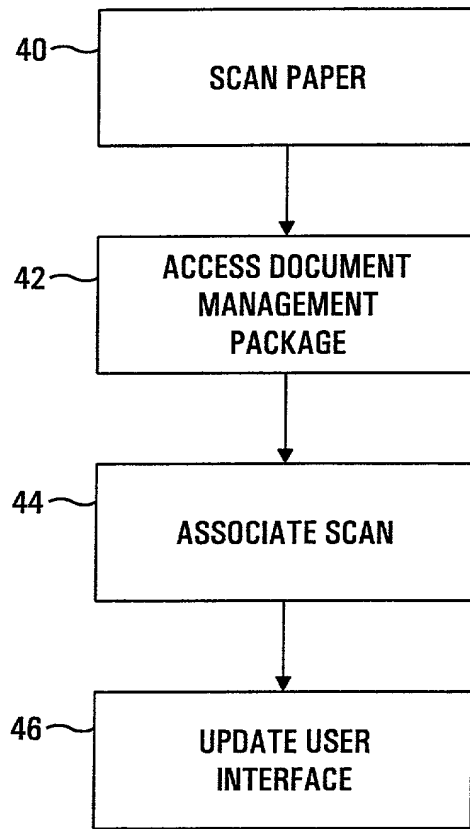 40
SCAN PAPER
42
ACCESS DOCUMENT
MANAGEMENT
PACKAGE
44
ASSOCIATE SCAN
46
UPDATE USER
INTERFACE